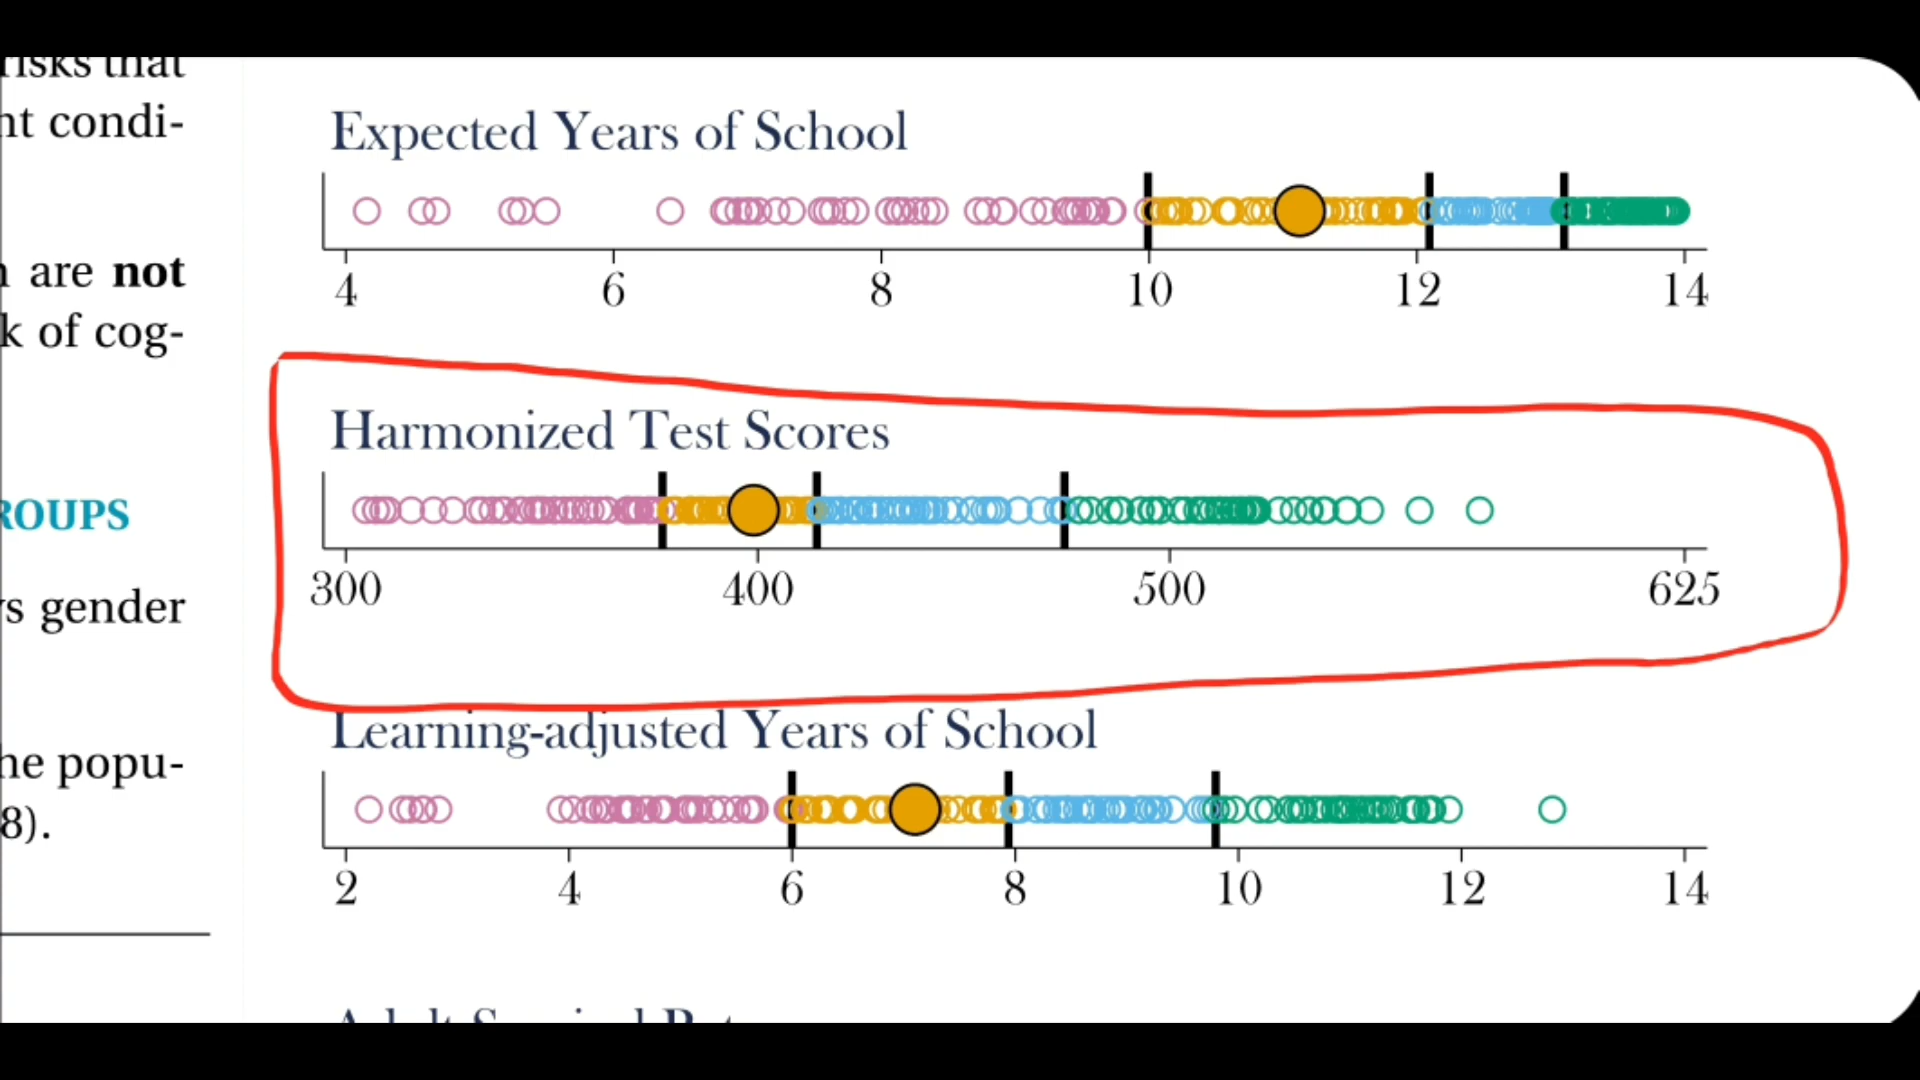 risks that
nt condi-
are not
k of cog-
ROUPS
s gender
he popu-
8).
Expected Years of School
4 6 8 10 12 14
Harmonized Test Scores
300 400 500 625
Learning-adjusted Years of School
2 4 6 8 10 12 14